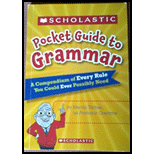 SCHOLASTIC
Pocket Guide to
Grammar
A Compendium of Every Rule
You Could Ever Possibly Need
SCHOLASTIC